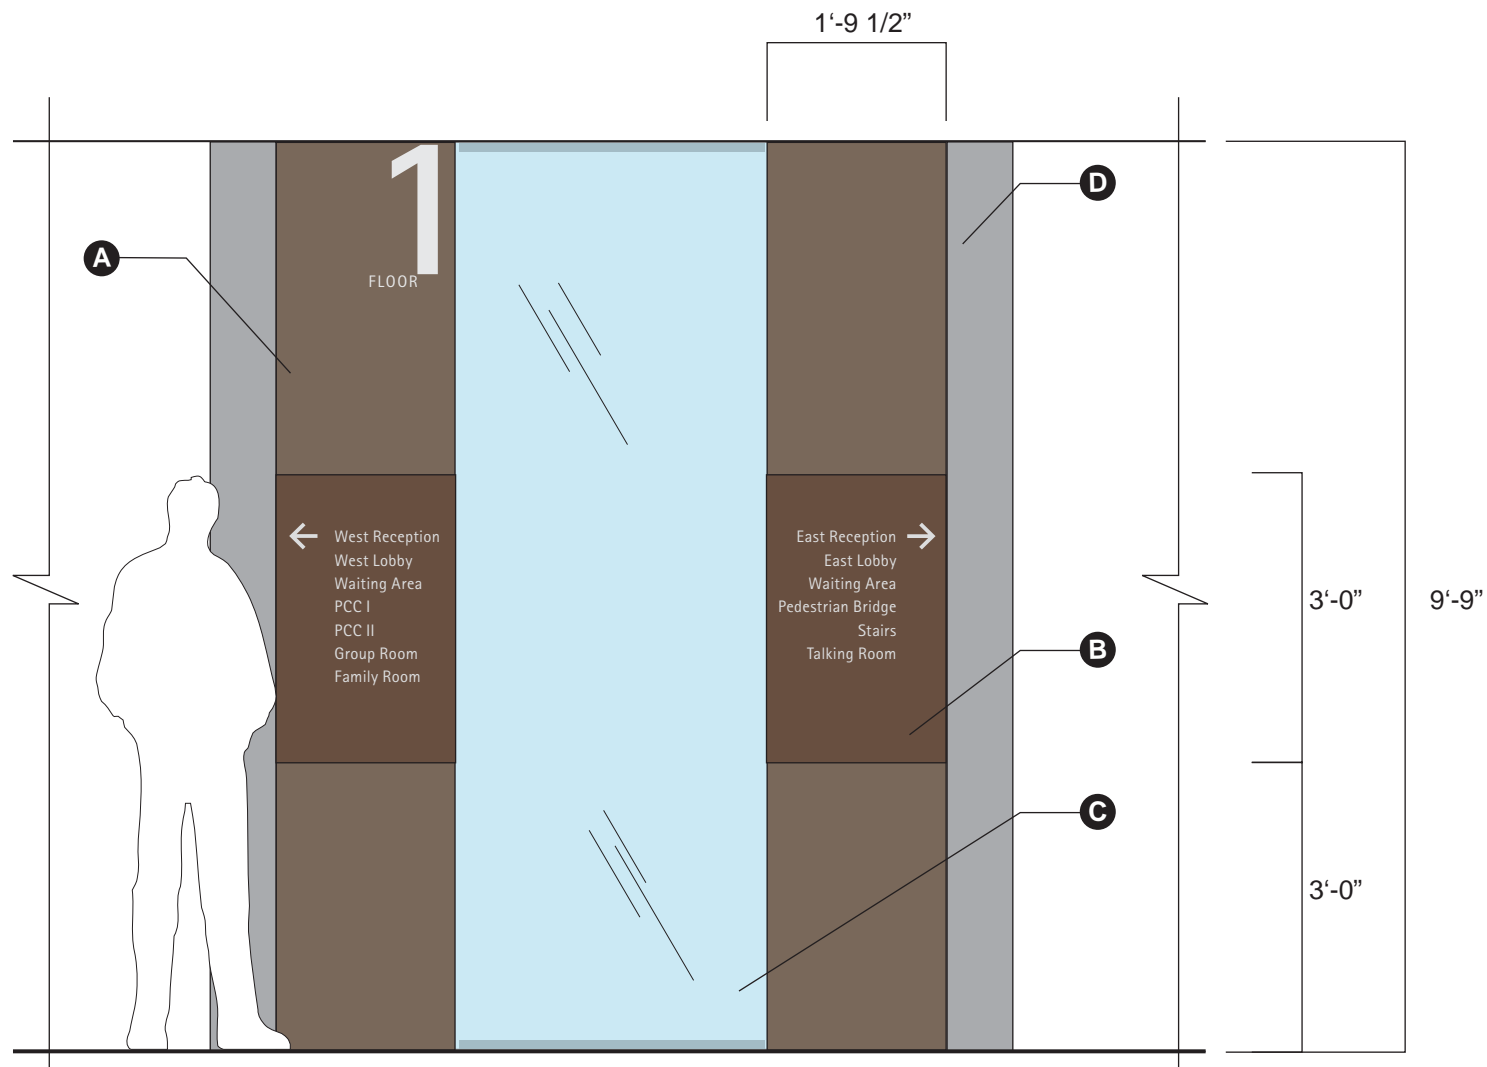 1‘-9 1/2”
1
FLOOR
A
D
West Reception
West Lobby
Waiting Area
PCC I
PCC II
Group Room
Family Room
East Reception
East Lobby
Waiting Area
Pedestrian Bridge
Stairs
Talking Room
B
C
3‘-0”
9‘-9”
3‘-0”